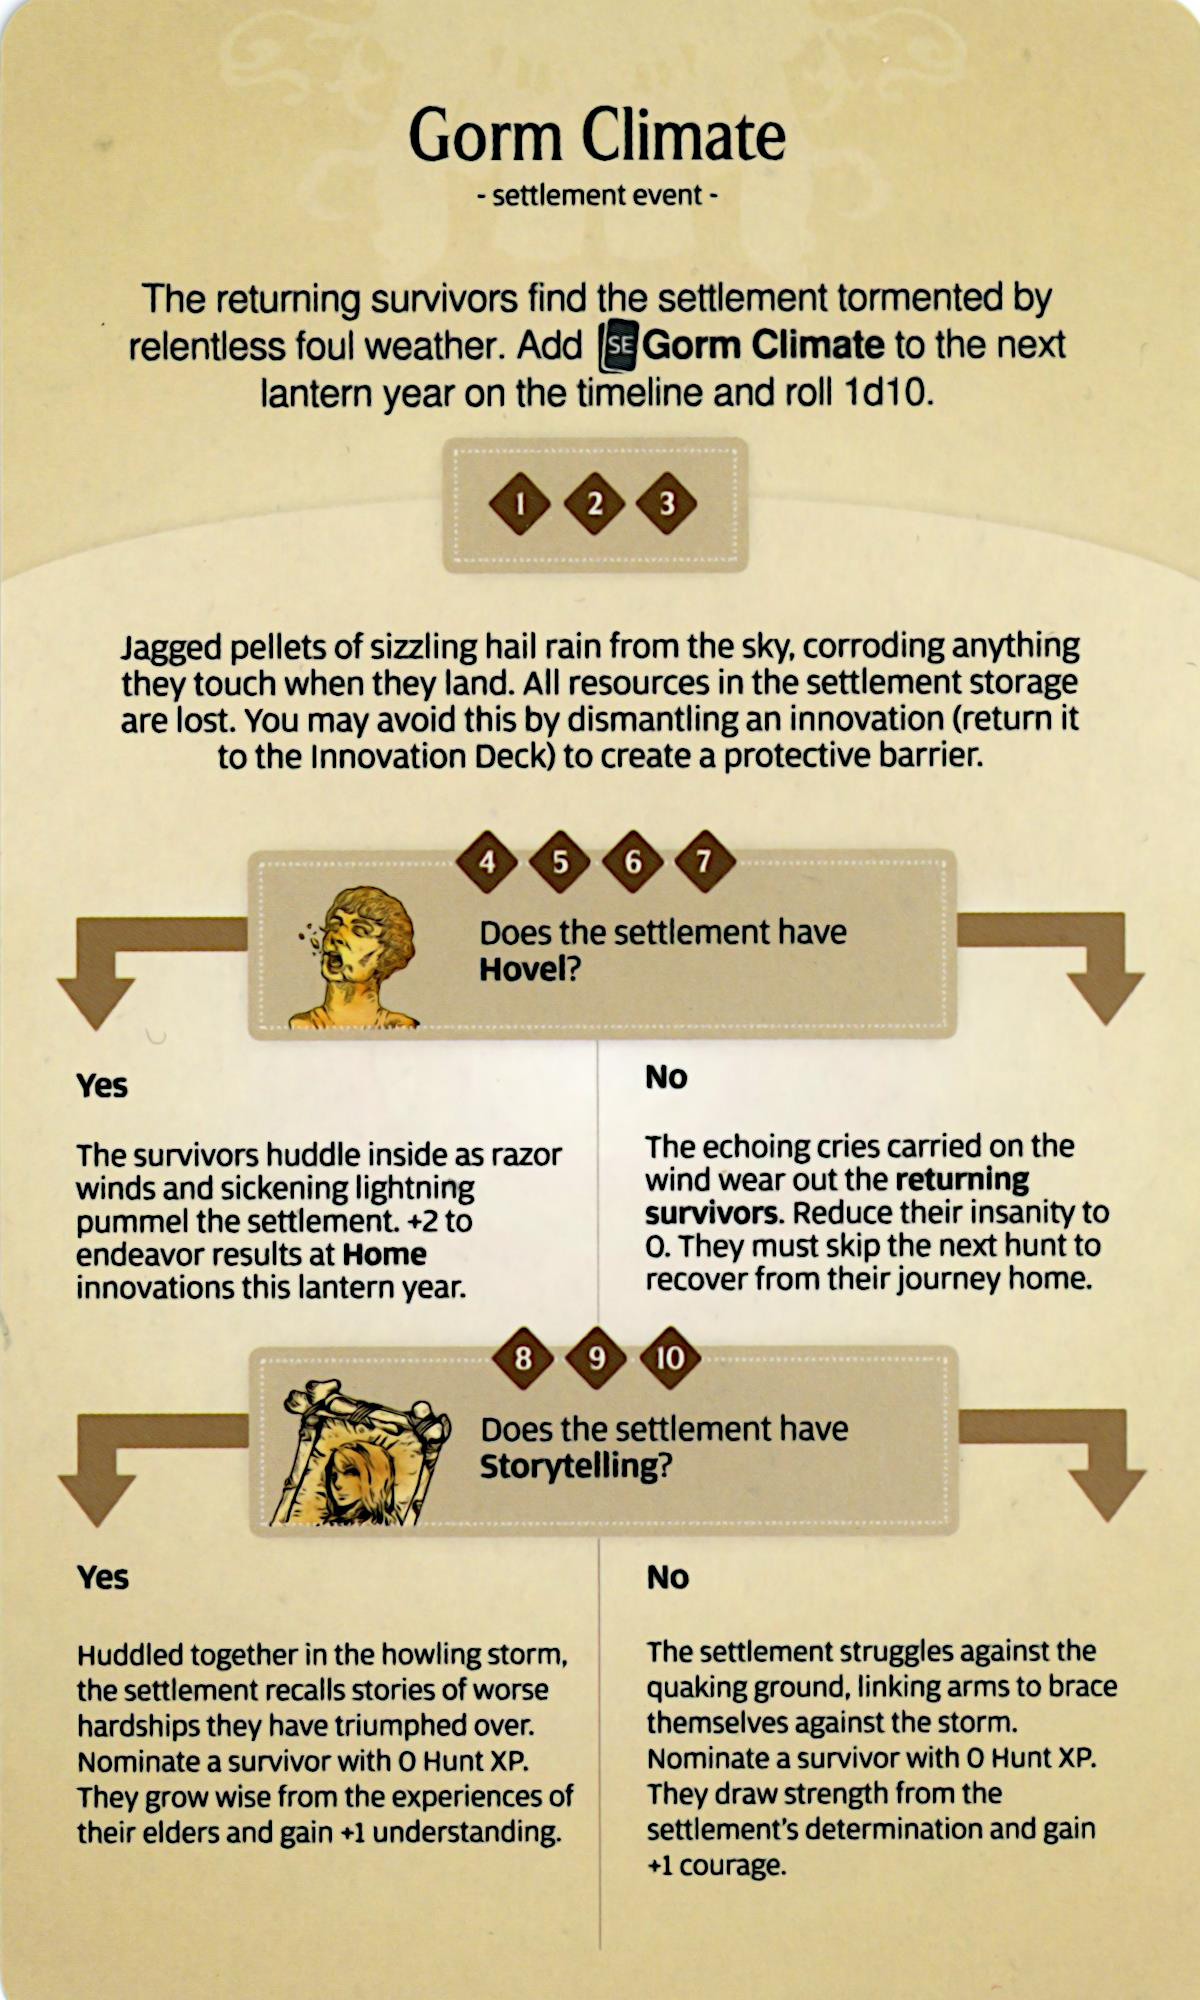 Gorm Climate
- settlement event -
The returning survivors find the settlement tormented by
relentless foul weather. Add SE Gorm Climate to the next
lantern year on the timeline and roll 1d10.
1 2 3
Jagged pellets of sizzling hail rain from the sky, corroding anything
they touch when they land. All resources in the settlement storage
are lost. You may avoid this by dismantling an innovation (return it
to the Innovation Deck) to create a protective barrier.
4 5 6 7
Does the settlement have
Hovel?
Yes
The survivors huddle inside as razor
winds and sickening lightning
pummel the settlement. +2 to
endeavor results at Home
innovations this lantern year.
No
The echoing cries carried on the
wind wear out the returning
survivors. Reduce their insanity to
0. They must skip the next hunt to
recover from their journey home.
8 9 10
Does the settlement have
Storytelling?
Yes
Huddled together in the howling storm,
the settlement recalls stories of worse
hardships they have triumphed over.
Nominate a survivor with 0 Hunt XP.
They grow wise from the experiences of
their elders and gain +1 understanding.
No
The settlement struggles against the
quaking ground, linking arms to brace
themselves against the storm.
Nominate a survivor with 0 Hunt XP.
They draw strength from the
settlement's determination and gain
+1 courage.